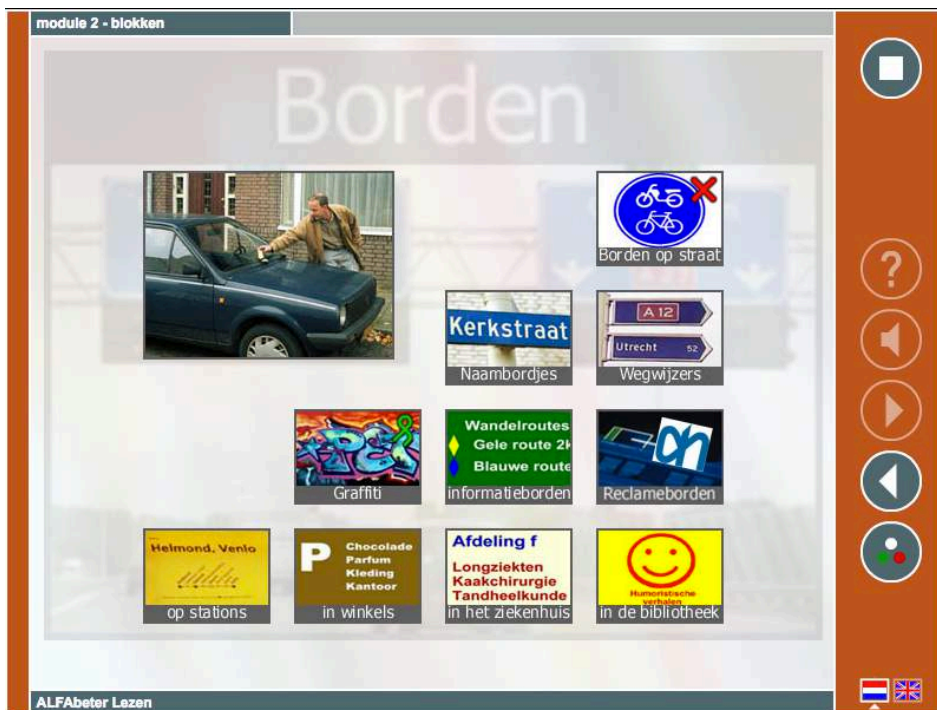 module 2 - blokken
Borden
Borden op straat
Kerkstraat
Naambordjes
A 12
Utrecht 52
Wegwijzers
Graffiti
Wandelroutes
Gele route 2k
Blauwe route
informatieborden
Reclameborden
Helmond, Venlo
op stations
P
Chocolade
Parfum
Kleding
Kantoor
in winkels
Afdeling f
Longziekten
Kaakchirurgie
Tandheelkunde
in het ziekenhuis
Humoristische
verhalen
in de bibliotheek
?
ALFAbeter Lezen